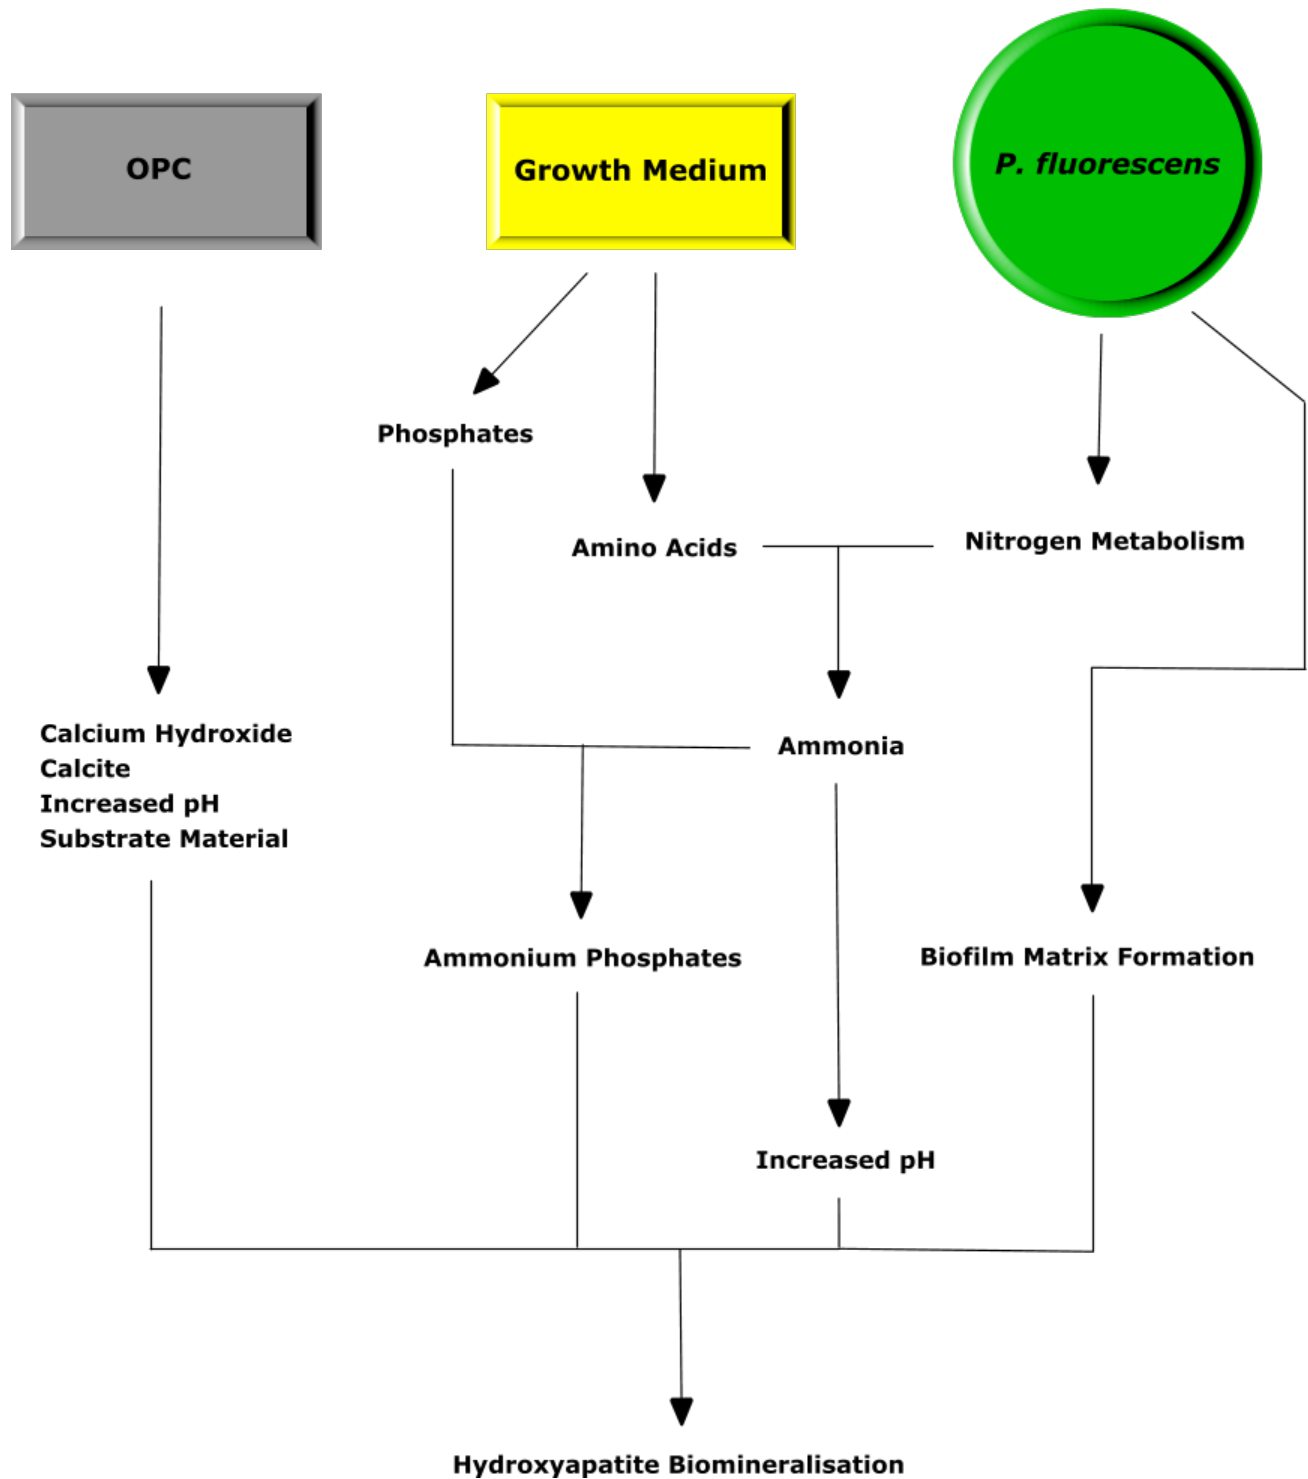 OPC
Growth Medium
P. fluorescens
Phosphates
Amino Acids
Nitrogen Metabolism
Calcium Hydroxide
Calcite
Increased pH
Substrate Material
Ammonia
Ammonium Phosphates
Biofilm Matrix Formation
Increased pH
Hydroxyapatite Biomineralisation